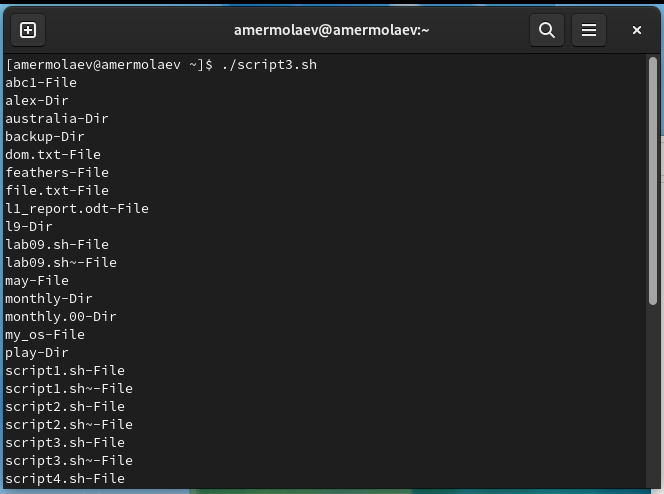 amermolaev@amermolaev:~
[amermolaev@amermolaev ~]$ ./script3.sh
abc1-File
alex-Dir
australia-Dir
backup-Dir
dom.txt-File
feathers-File
file.txt-File
l1_report.odt-File
l9-Dir
lab09.sh-File
lab09.sh~-File
may-File
monthly-Dir
monthly.00-Dir
my_os-File
play-Dir
script1.sh-File
script1.sh~-File
script2.sh-File
script2.sh~-File
script3.sh-File
script3.sh~-File
script4.sh-File